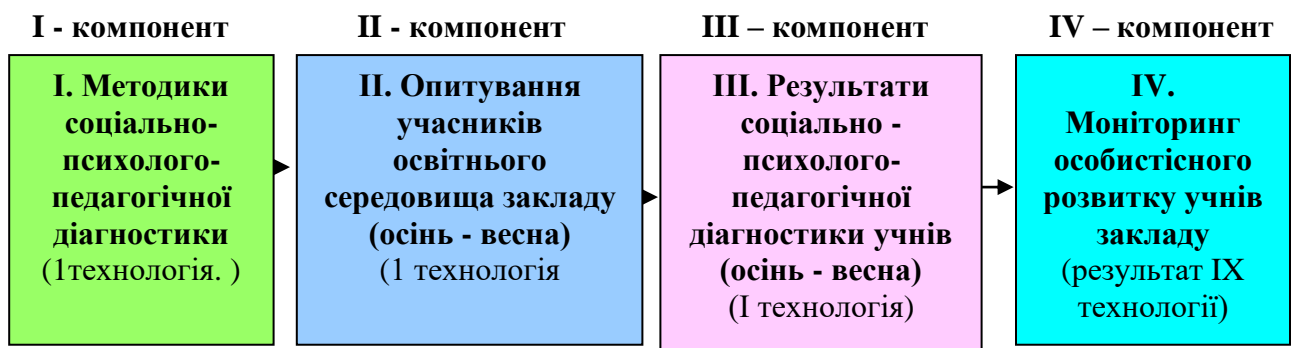 I - компонент
II - компонент
III – компонент
IV – компонент
I. Методики
соціально-
психолого-
педагогічної
діагностики
(1технологія. )
II. Опитування
учасників
освітнього
середовища закладу
(осінь - весна)
(1 технологія
III. Результати
соціально -
психолого-
педагогічної
діагностики учнів
(осінь - весна)
(I технологія)
IV.
Моніторинг
особистісного
розвитку учнів
закладу
(результат IX
технології)